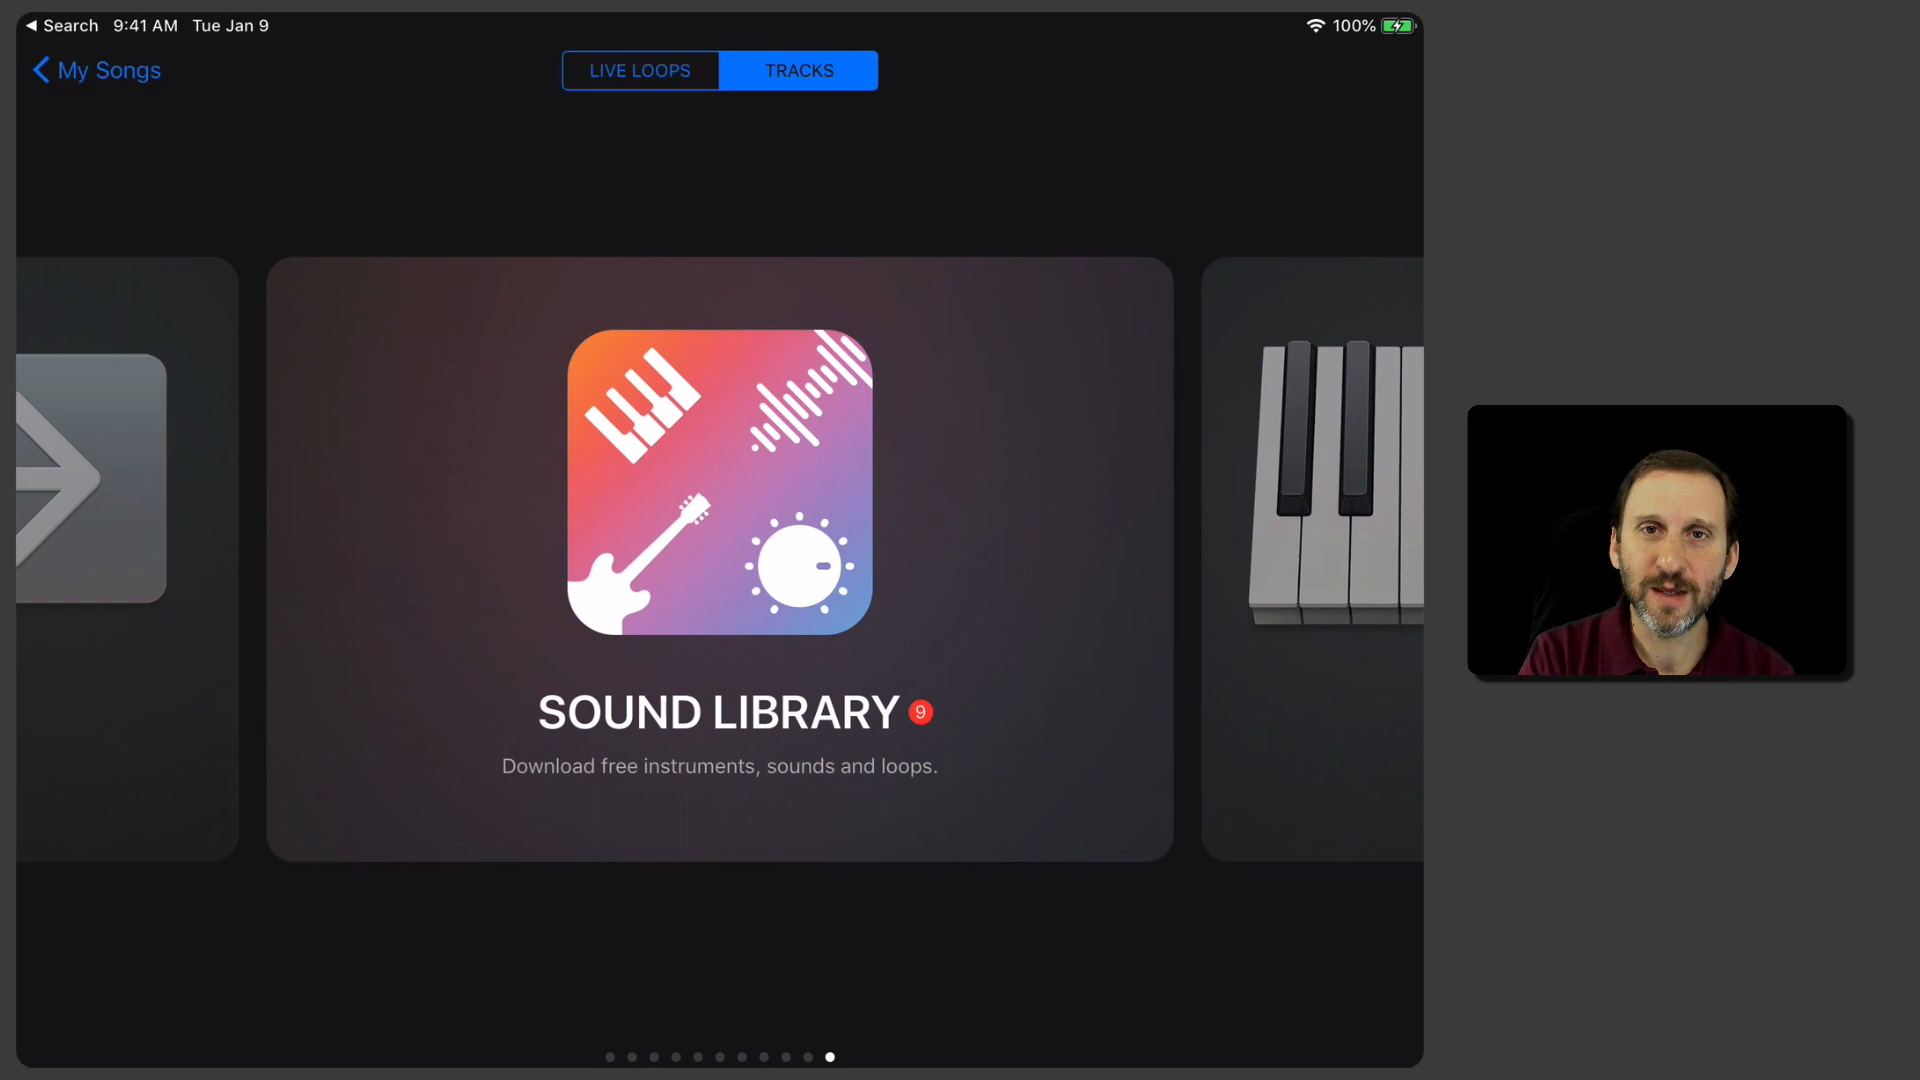 Search 9:41 AM Tue Jan 9
100%
My Songs
LIVE LOOPS
TRACKS
SOUND LIBRARY 9
Download free instruments, sounds and loops.